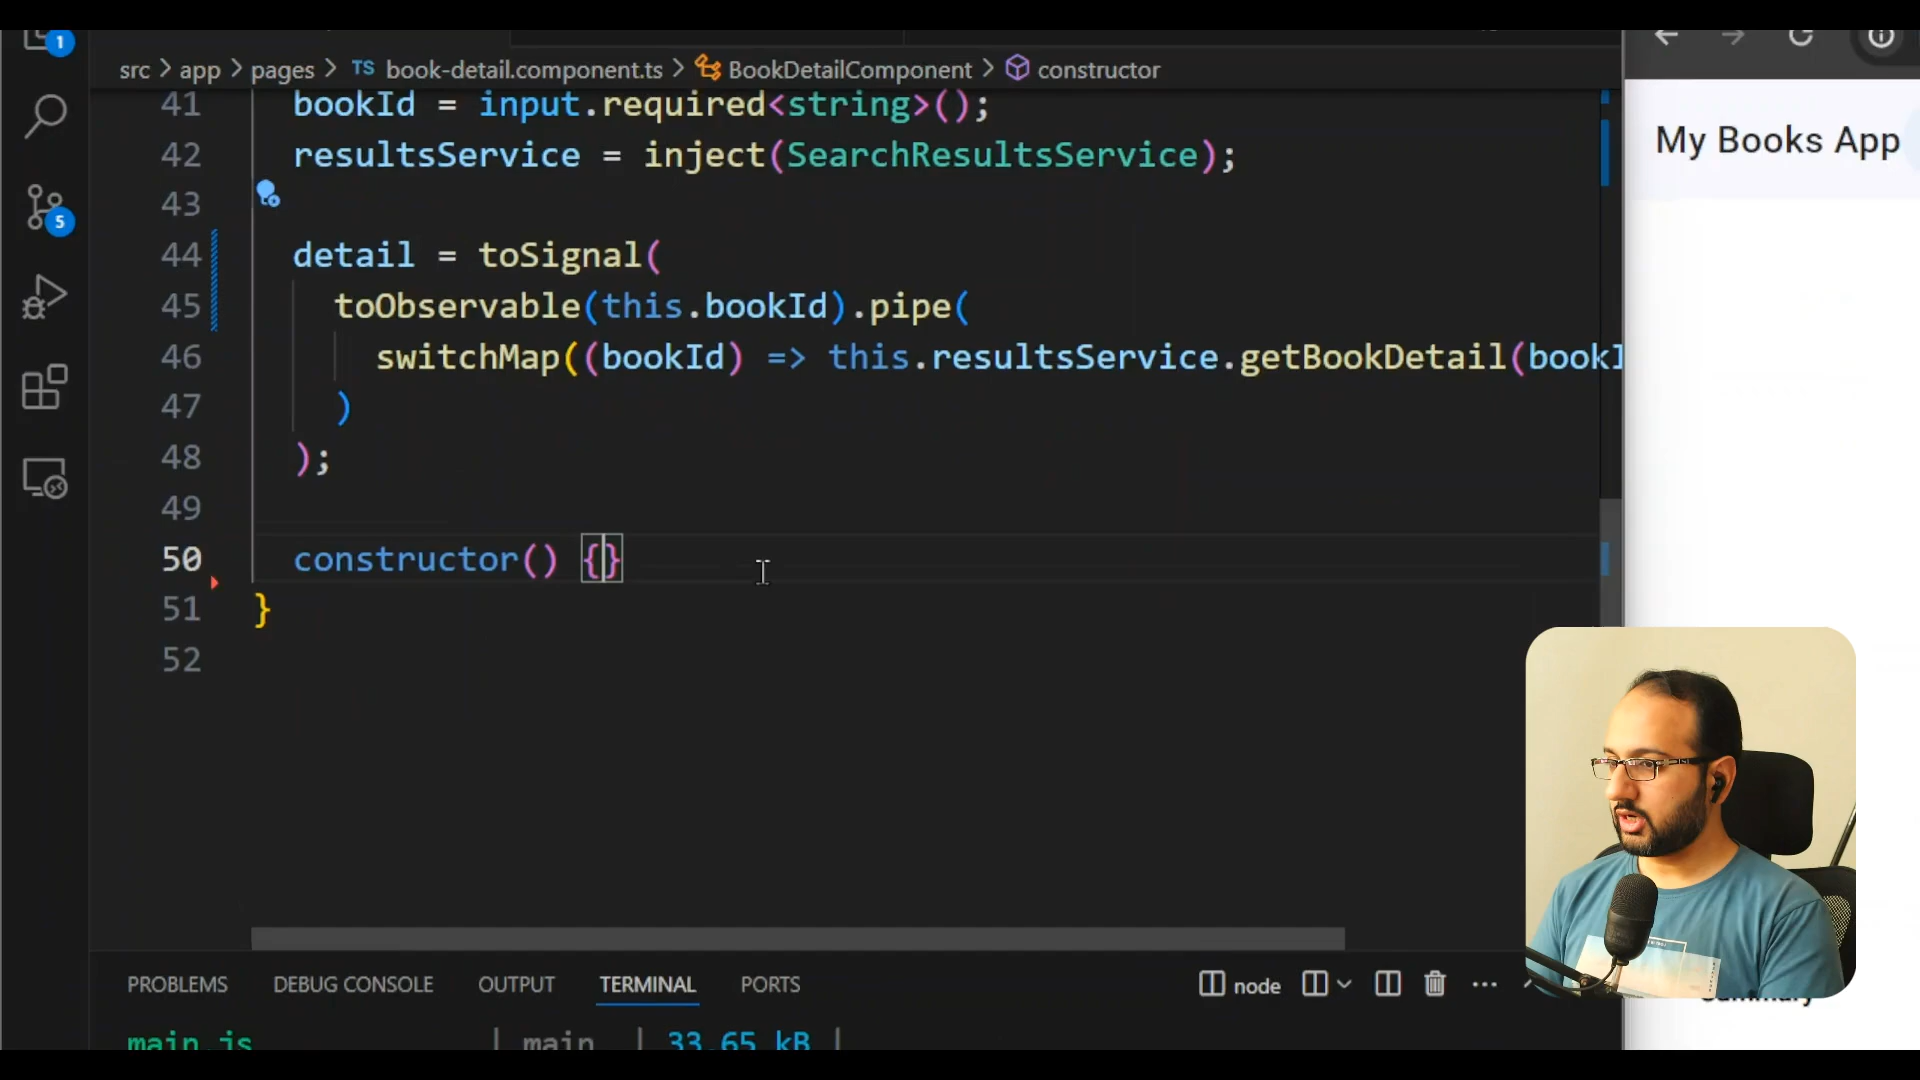 1
src > app > pages > TS book-detail.component.ts > BookDetailComponent > constructor
My Books App
41 bookId = input.required<string>();
42 resultsService = inject(SearchResultsService);
43
44 detail = toSignal(
45 toObservable(this.bookId).pipe(
46 switchMap((bookId) => this.resultsService.getBookDetail(bookI
47 )
48 );
49
50 constructor() {}
51 }
52
5
PROBLEMS DEBUG CONSOLE OUTPUT TERMINAL PORTS node
main.js | main | 33.65 kB |